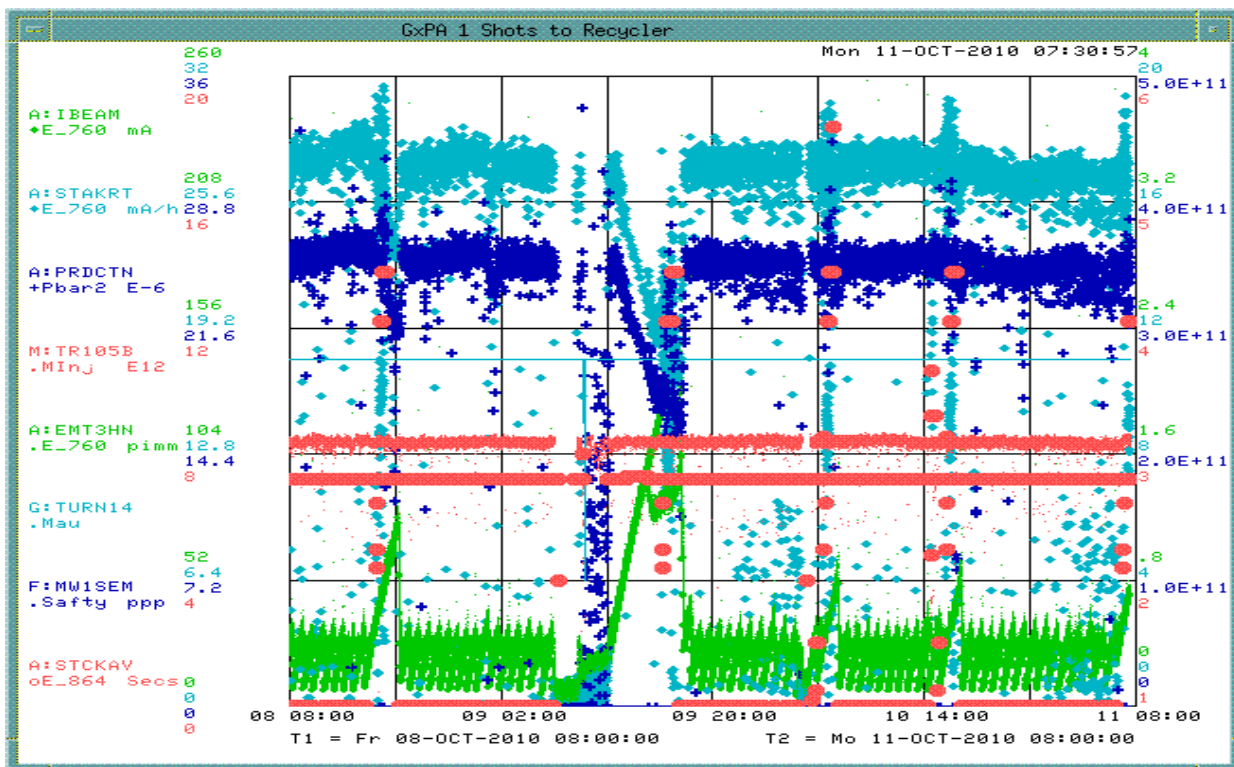 GxPA 1 Shots to Recycler
Mon 11-OCT-2010 07:30:57
260
32
36
20
A:IBEAM
◆E_760 mA
208
A:STAKRT 25.6
◆E_760 mA/h 28.8
16
A:PRDCTN
+Pbar2 E-6
156
19.2
21.6
M:TR105B 12
.MInj E12
A:EMT3HN 104
.E_760 pimm 12.8
14.4
8
G:TURN14
.Mau
52
6.4
F:MW1SEM 7.2
.Safty ppp 4
A:STCKAV
oE_864 Secs 0
0
0
0
4
20
5.0E+11
6
3.2
16
4.0E+11
5
2.4
12
3.0E+11
4
1.6
8
2.0E+11
3
.8
4
1.0E+11
2
0
0
0
1
08 08:00 09 02:00 09 20:00 10 14:00 11 08:00
T1 = Fr 08-OCT-2010 08:00:00 T2 = Mo 11-OCT-2010 08:00:00